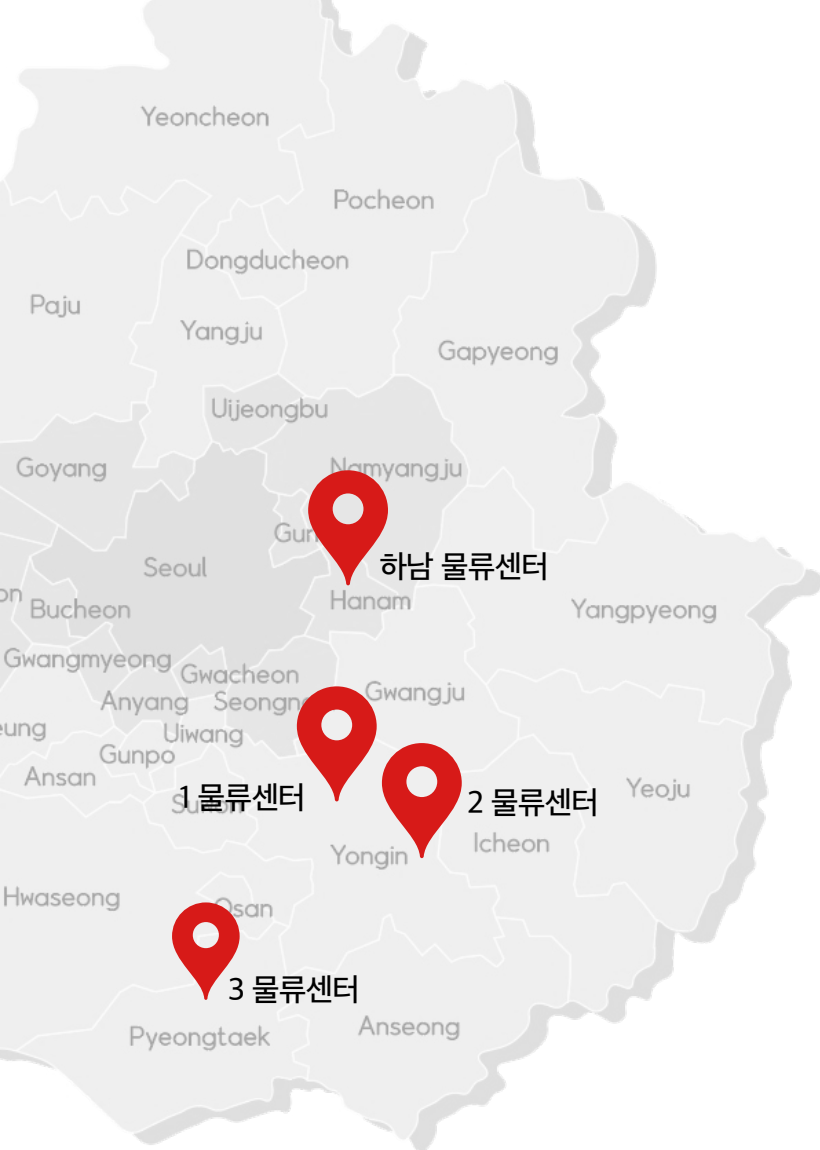 Yeoncheon
Pocheon
Dongducheon
Paju
Yangju
Gapyeong
Uijeongbu
Goyang
Namyangju
Seoul
하남 물류센터
Hanam
Bucheon
Yangpyeong
Gwangmyeong
Gwacheon
Anyang
Gwangju
Uiwang
Gunpo
Ansan
Yeoju
1 물류센터
2 물류센터
Icheon
Yongin
Hwaseong
Osan
3 물류센터
Anseong
Pyeongtaek